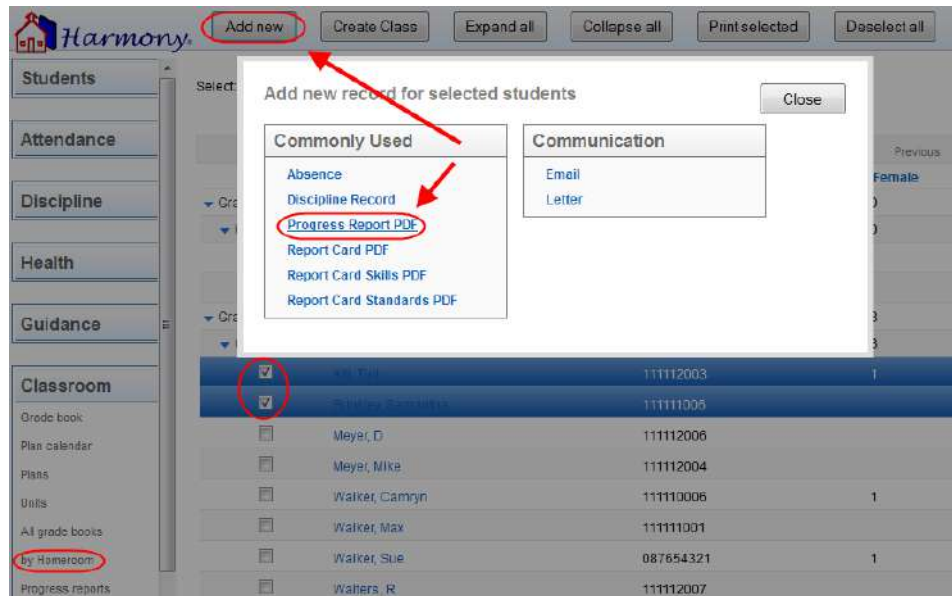 Harmony.
Add new
Create Class
Expand all
Collapse all
Print selected
Deselect all
Students
Attendance
Discipline
Health
Guidance
Classroom
Grade book
Plan calendar
Plans
Units
All grade books
by Homeroom
Progress reports
Select:
Add new record for selected students
Close
Commonly Used
Absence
Discipline Record
Progress Report PDF
Report Card PDF
Report Card Skills PDF
Report Card Standards PDF
Communication
Email
Letter
Previous
Female
Gra
Gra
111112003 1
111111006
Meyer, D 111112006
Meyer, Mike 111112004
Walker, Camryn 111110006 1
Walker, Max 111111001
Walker, Sue 087654321 1
Walters, R 111112007